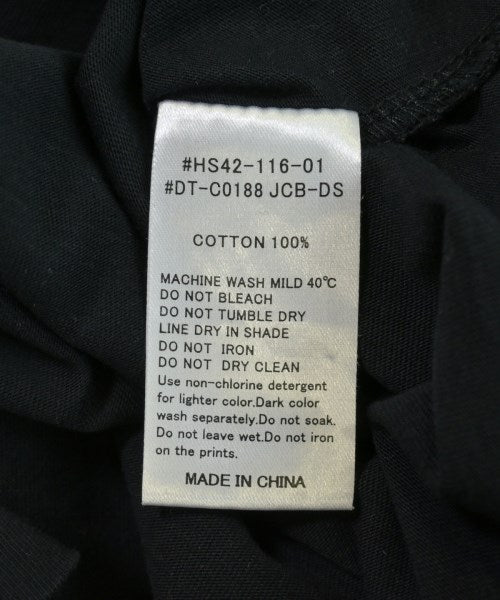 #HS42-116-01
#DT-C0188 JCB-DS
COTTON 100%
MACHINE WASH MILD 40℃
DO NOT BLEACH
DO NOT TUMBLE DRY
LINE DRY IN SHADE
DO NOT IRON
DO NOT DRY CLEAN
Use non-chlorine detergent
for lighter color.Dark color
wash separately.Do not soak.
Do not leave wet.Do not iron
on the prints.
MADE IN CHINA